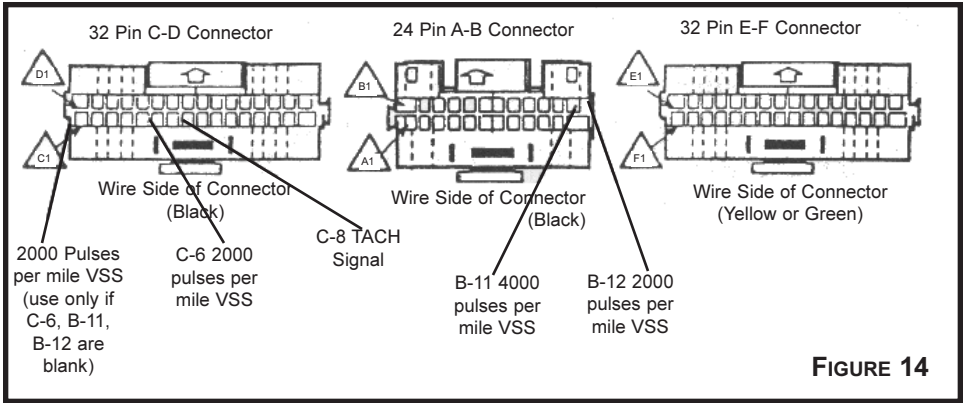 32 Pin C-D Connector
24 Pin A-B Connector
32 Pin E-F Connector
D1
B1
E1
C1
A1
F1
Wire Side of Connector
(Black)
Wire Side of Connector
(Black)
Wire Side of Connector
(Yellow or Green)
2000 Pulses
per mile VSS
(use only if
C-6, B-11,
B-12 are
blank)
C-6 2000
pulses per
mile VSS
C-8 TACH
Signal
B-11 4000
pulses per
mile VSS
B-12 2000
pulses per
mile VSS
FIGURE 14